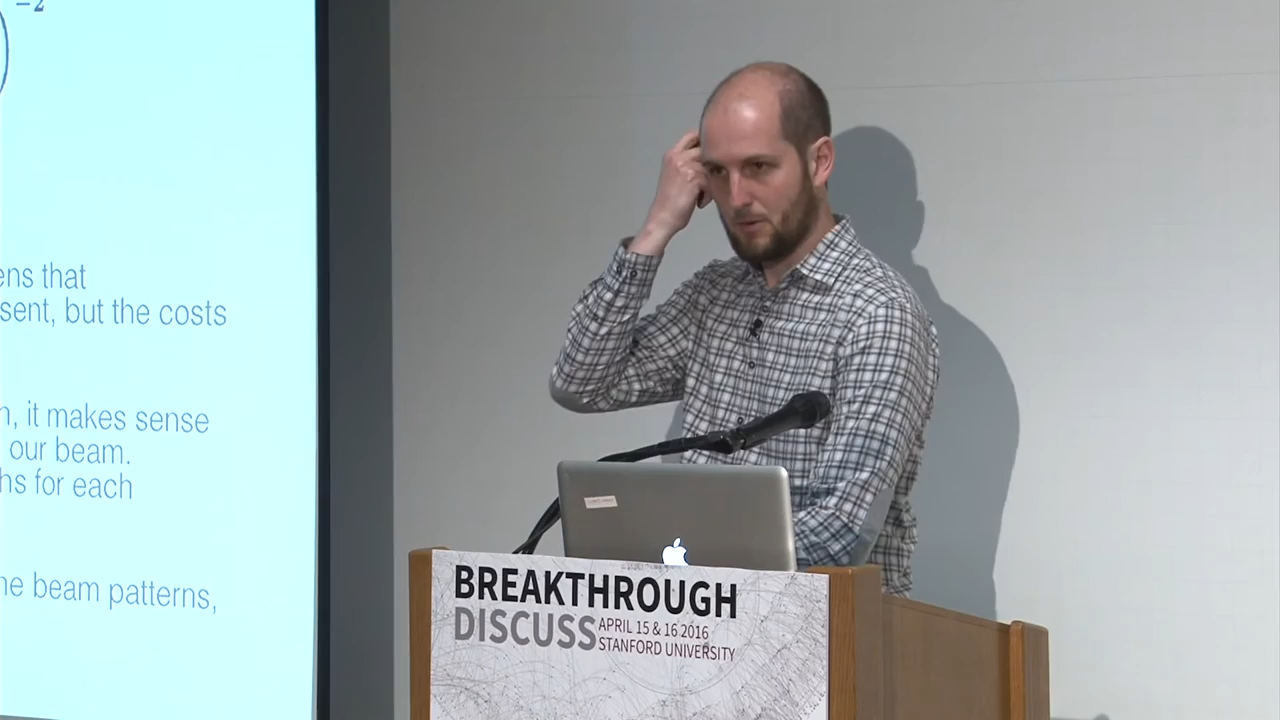 −2
ens that
sent, but the costs
n, it makes sense
our beam.
hs for each
ne beam patterns,
BREAKTHROUGH
DISCUSS APRIL 15 & 16 2016
STANFORD UNIVERSITY